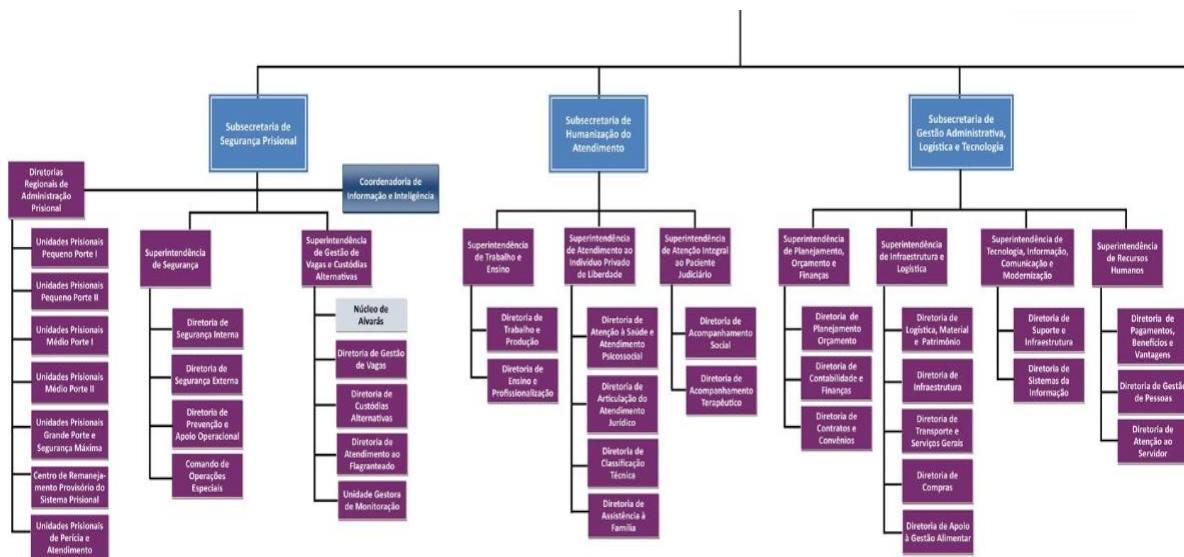 Subsecretaria de
Segurança Prisional
Subsecretaria de
Humanização do
Atendimento
Subsecretaria de
Gestão Administrativa,
Logística e Tecnologia
Diretorias
Regionais de
Administração
Prisional
Coordenadoria de
Informação e Inteligência
Unidades Prisionais
Pequeno Porte I
Unidades Prisionais
Pequeno Porte II
Unidades Prisionais
Médio Porte I
Unidades Prisionais
Médio Porte II
Unidades Prisionais
Grande Porte e
Segurança Máxima
Centro de Remaneja-
mento Provisório do
Sistema Prisional
Unidades Prisionais
de Perícia e
Atendimento
Superintendência
de Segurança
Diretoria de
Segurança Interna
Diretoria de
Segurança Externa
Diretoria de
Prevenção e
Apoio Operacional
Comando de
Operações
Especiais
Superintendência
de Gestão de
Vagas e Custódias
Alternativas
Núcleo de
Alvarás
Diretoria de Gestão
de Vagas
Diretoria de
Custódias
Alternativas
Diretoria de
Atendimento ao
Flagranteado
Unidade Gestora
de Monitoração
Superintendência
de Trabalho e
Ensino
Diretoria de
Trabalho e
Produção
Diretoria de
Ensino e
Profissionalização
Superintendência
de Atendimento ao
Indivíduo Privado
de Liberdade
Diretoria de
Atenção à Saúde e
Atendimento
Psicossocial
Diretoria de
Articulação do
Atendimento
Jurídico
Diretoria de
Classificação
Técnica
Diretoria de
Assistência à
Família
Superintendência
de Atenção Integral
ao Paciente
Judiciário
Diretoria de
Acompanhamento
Social
Diretoria de
Acompanhamento
Terapêutico
Superintendência
de Planejamento,
Orçamento e
Finanças
Diretoria de
Planejamento
Orçamento
Diretoria de
Contabilidade e
Finanças
Diretoria de
Contratos e
Convênios
Superintendência
de Infraestrutura e
Logística
Diretoria de
Logística, Material
e Patrimônio
Diretoria de
Infraestrutura
Diretoria de
Transporte e
Serviços Gerais
Diretoria de
Compras
Diretoria de Apoio
à Gestão Alimentar
Superintendência de
Tecnologia, Informação,
Comunicação e
Modernização
Diretoria de
Suporte e
Infraestrutura
Diretoria de
Sistemas da
Informação
Superintendência
de Recursos
Humanos
Diretoria de
Pagamentos,
Benefícios e
Vantagens
Diretoria de Gestão
de Pessoas
Diretoria de
Atenção ao
Servidor